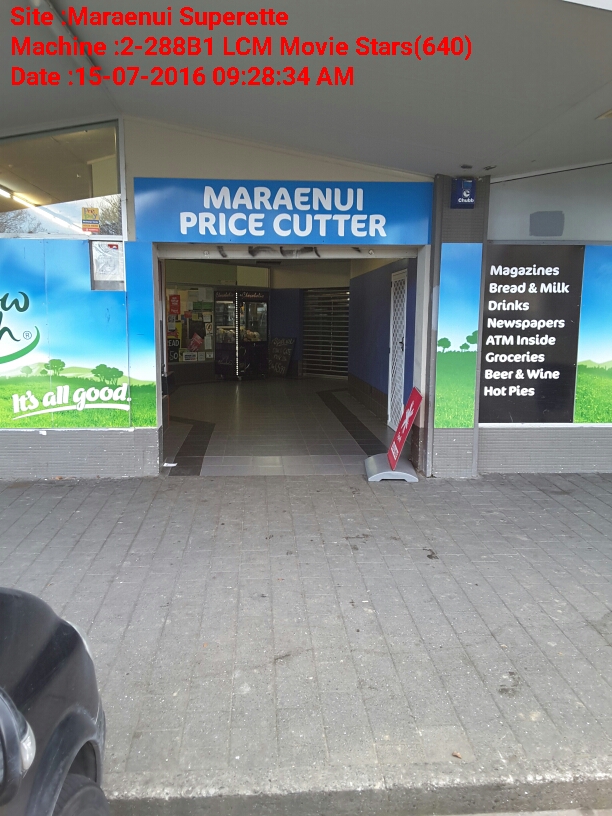 Site :Maraenui Superette
Machine :2-288B1 LCM Movie Stars(640)
Date :15-07-2016 09:28:34 AM
MARAENUI
PRICE CUTTER
Chubb
It's all good.
Magazines
Bread & Milk
Drinks
Newspapers
ATM Inside
Groceries
Beer & Wine
Hot Pies